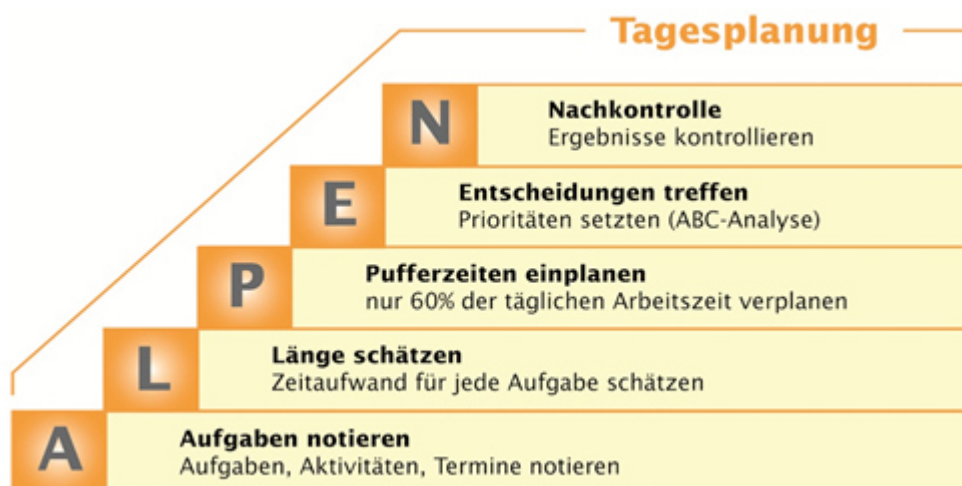 Tagesplanung
N
Nachkontrolle
Ergebnisse kontrollieren
E
Entscheidungen treffen
Prioritäten setzten (ABC-Analyse)
P
Pufferzeiten einplanen
nur 60% der täglichen Arbeitszeit verplanen
L
Länge schätzen
Zeitaufwand für jede Aufgabe schätzen
A
Aufgaben notieren
Aufgaben, Aktivitäten, Termine notieren